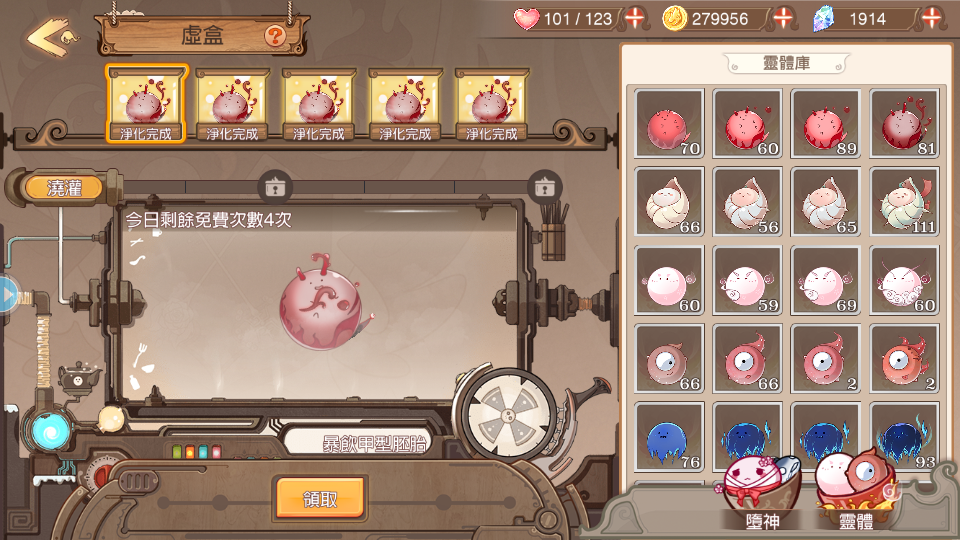 虛盒
?
101 / 123
279956
1914
靈體庫
淨化完成
淨化完成
淨化完成
淨化完成
淨化完成
澆灌
今日剩餘免費次數4次
70 60 89 81
66 56 65 111
60 59 69 60
66 66 2 2
76 93
暴飲甲型胚胎
領取
墮神
靈體